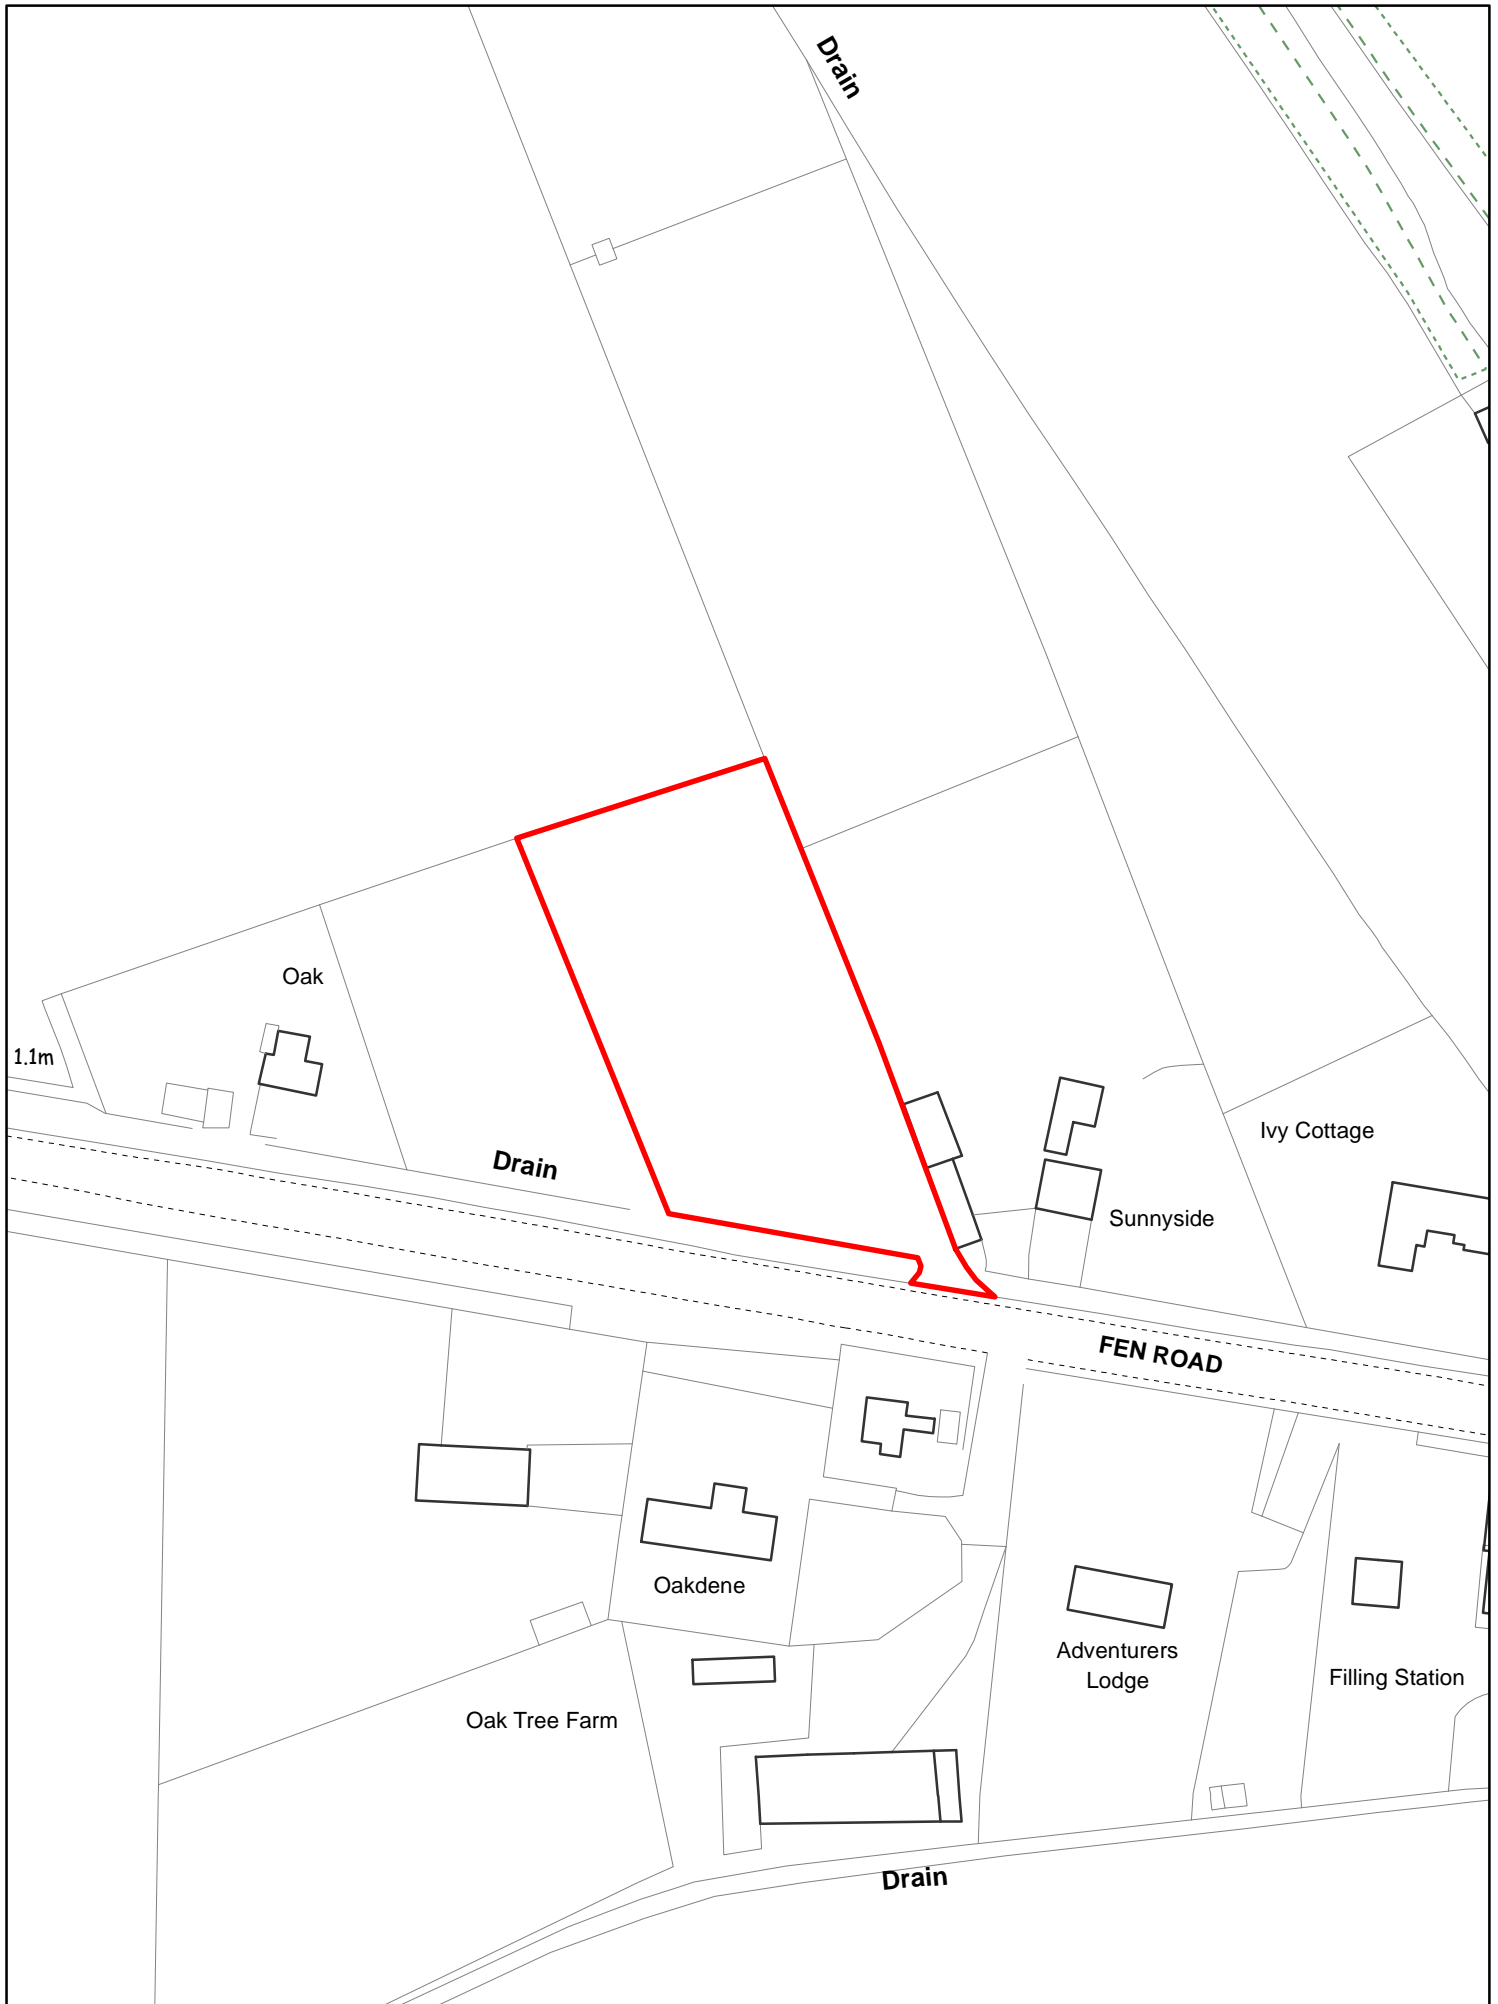 Drain
Oak
1.1m
Ivy Cottage
Drain
Sunnyside
FEN ROAD
Oakdene
Adventurers
Lodge
Filling Station
Oak Tree Farm
Drain